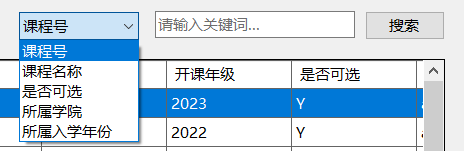 课程号 请输入关键词... 搜索
课程号
课程名称
是否可选
所属学院
所属入学年份
开课年级 是否可选
2023 Y
2022 Y